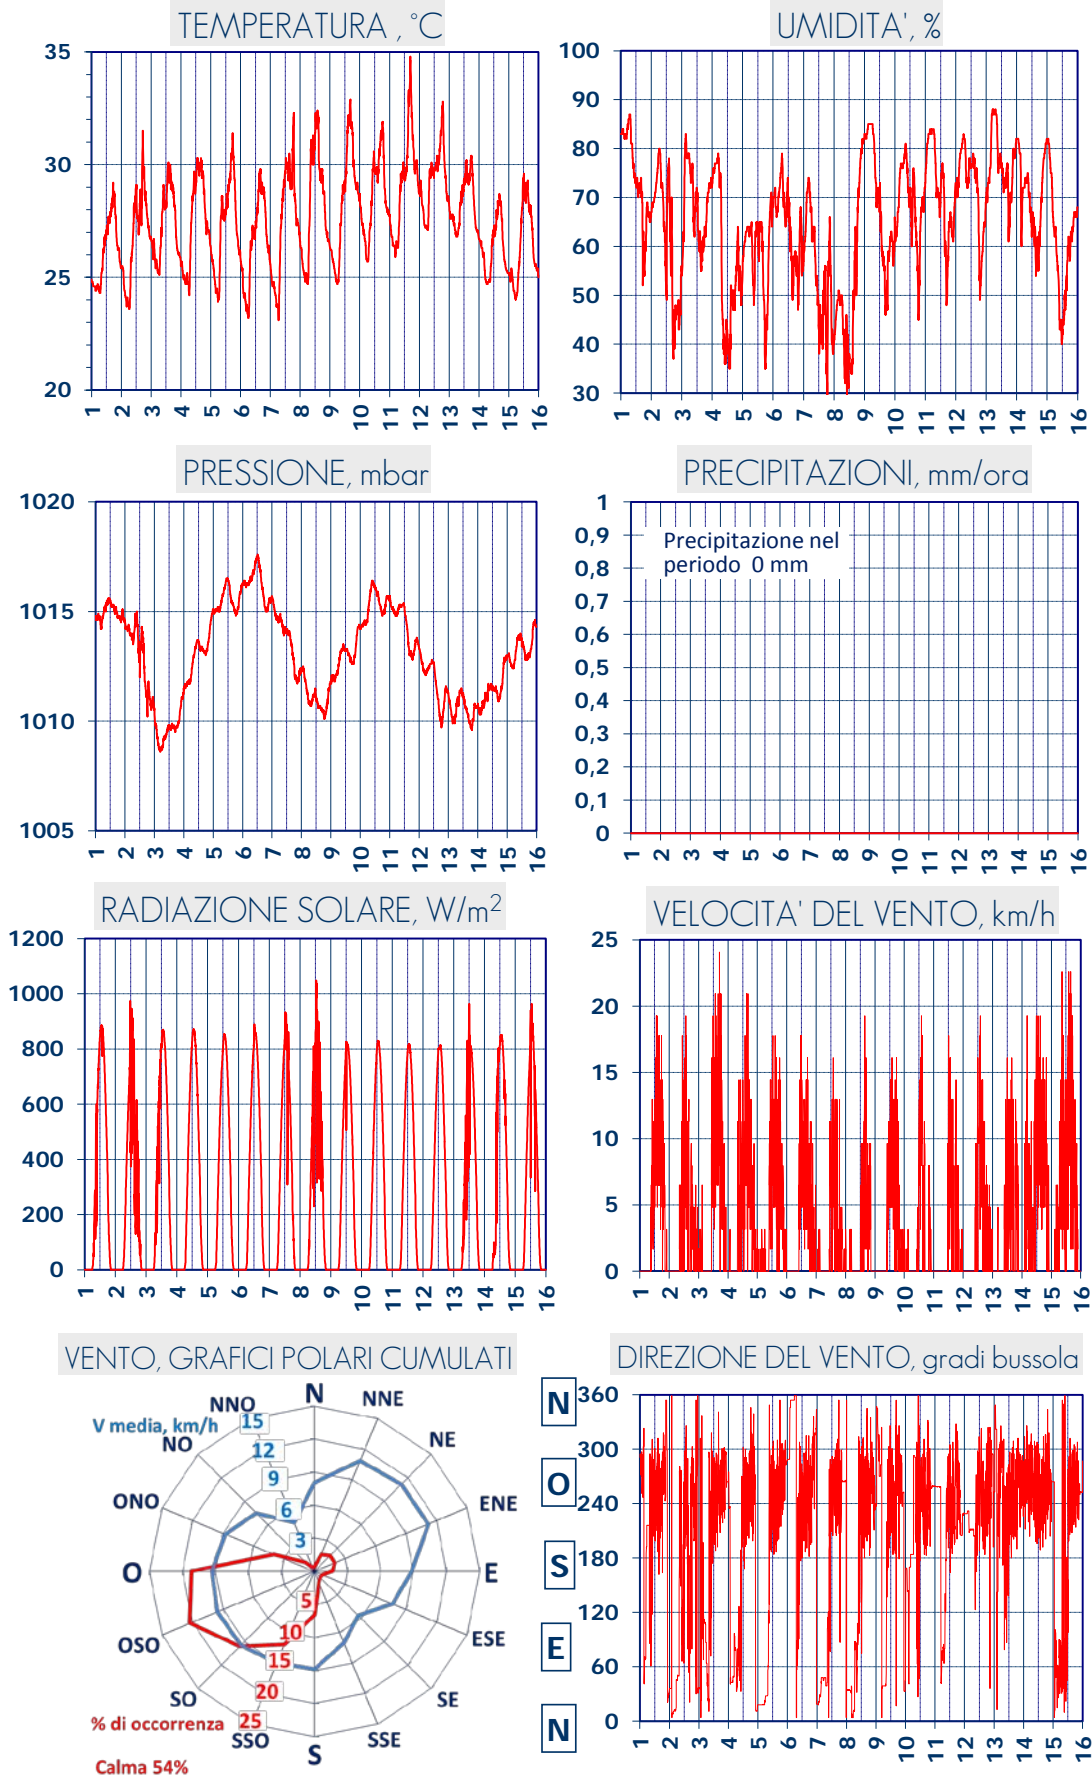 TEMPERATURA , °C
35
30
25
20
1 2 3 4 5 6 7 8 9 10 11 12 13 14 15 16
UMIDITA', %
100
90
80
70
60
50
40
30
1 2 3 4 5 6 7 8 9 10 11 12 13 14 15 16
PRESSIONE, mbar
1020
1015
1010
1005
1 2 3 4 5 6 7 8 9 10 11 12 13 14 15 16
PRECIPITAZIONI, mm/ora
1
0,9
0,8
0,7
0,6
0,5
0,4
0,3
0,2
0,1
0
Precipitazione nel
periodo 0 mm
1 2 3 4 5 6 7 8 9 10 11 12 13 14 15 16
RADIAZIONE SOLARE, W/m²
1200
1000
800
600
400
200
0
1 2 3 4 5 6 7 8 9 10 11 12 13 14 15 16
VELOCITA' DEL VENTO, km/h
25
20
15
10
5
0
1 2 3 4 5 6 7 8 9 10 11 12 13 14 15 16
VENTO, GRAFICI POLARI CUMULATI
V media, km/h
N
NNE
NE
ENE
E
ESE
SE
SSE
S
SSO
SO
OSO
O
ONO
NO
NNO
15
12
9
6
3
5
10
15
20
25
% di occorrenza
Calma 54%
DIREZIONE DEL VENTO, gradi bussola
N
O
S
E
N
360
300
240
180
120
60
0
1 2 3 4 5 6 7 8 9 10 11 12 13 14 15 16